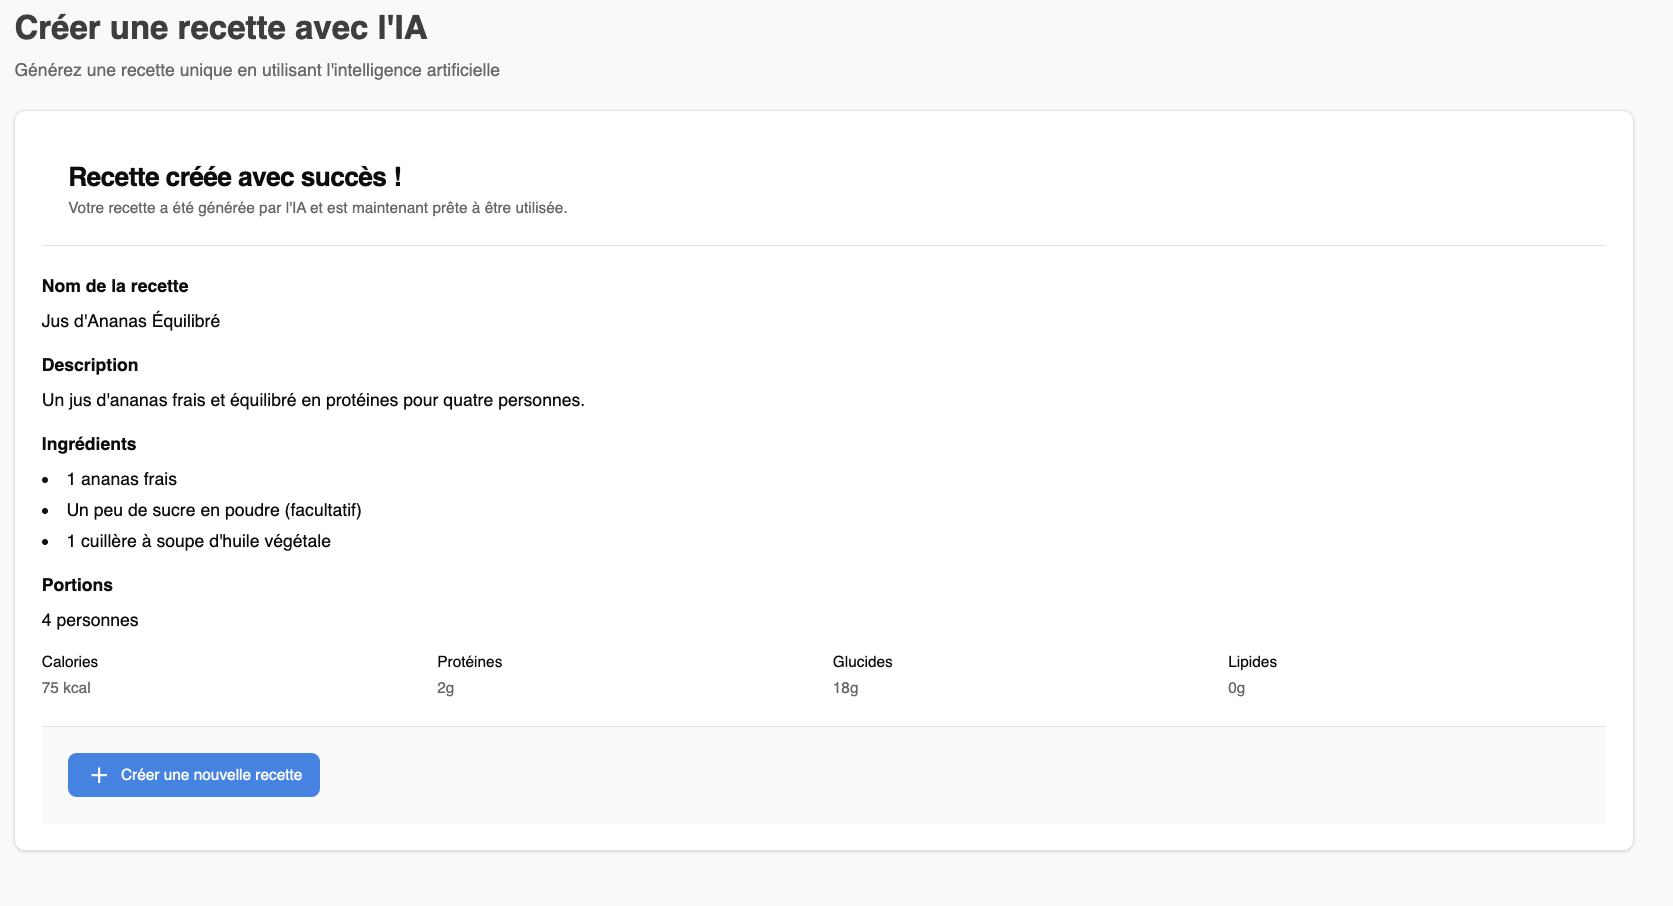 Créer une recette avec l'IA
Générez une recette unique en utilisant l'intelligence artificielle
Recette créée avec succès !
Votre recette a été générée par l'IA et est maintenant prête à être utilisée.
Nom de la recette
Jus d'Ananas Équilibré
Description
Un jus d'ananas frais et équilibré en protéines pour quatre personnes.
Ingrédients
• 1 ananas frais
• Un peu de sucre en poudre (facultatif)
• 1 cuillère à soupe d'huile végétale
Portions
4 personnes
Calories Protéines Glucides Lipides
75 kcal 2g 18g 0g
+ Créer une nouvelle recette